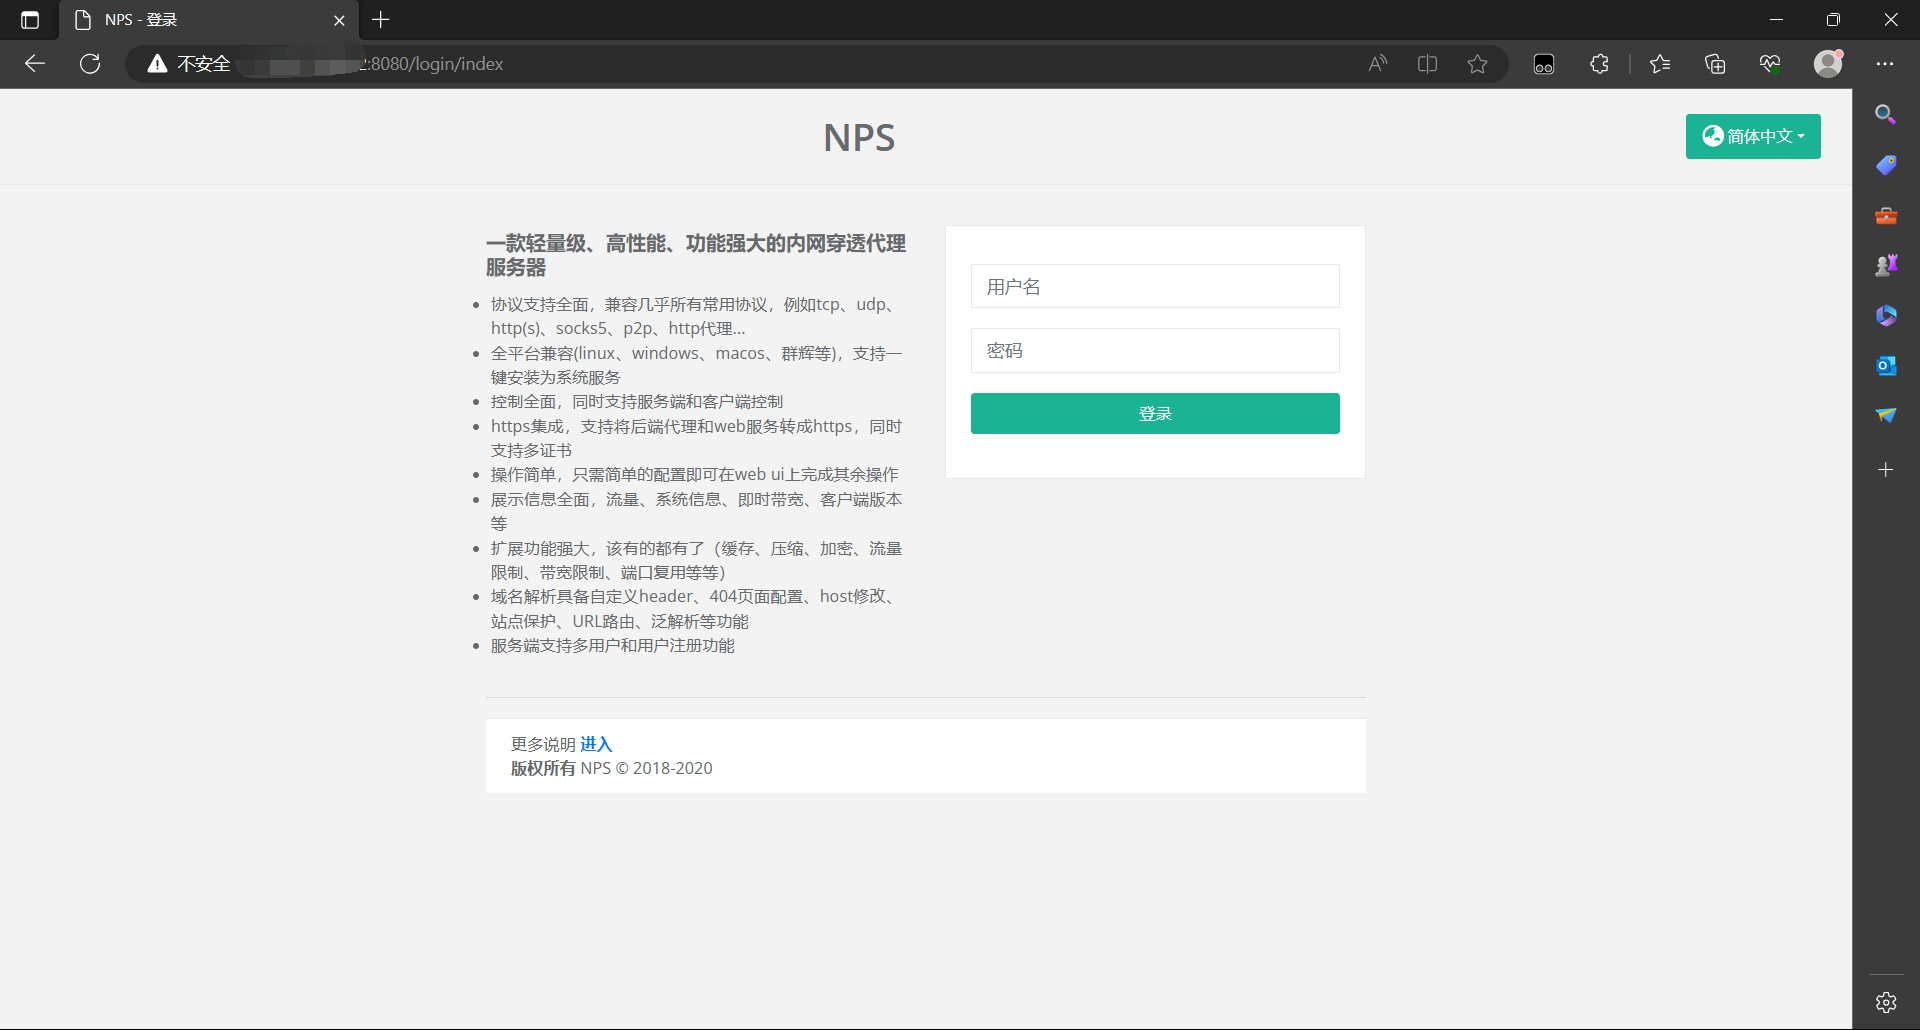 NPS - 登录
不安全
:8080/login/index
NPS
简体中文
一款轻量级、高性能、功能强大的内网穿透代理
服务器
协议支持全面，兼容几乎所有常用协议，例如tcp、udp、
http(s)、socks5、p2p、http代理...
全平台兼容(linux、windows、macos、群辉等)，支持一
键安装为系统服务
控制全面，同时支持服务端和客户端控制
https集成，支持将后端代理和web服务转成https，同时
支持多证书
操作简单，只需简单的配置即可在web ui上完成其余操作
展示信息全面，流量、系统信息、即时带宽、客户端版本
等
扩展功能强大，该有的都有了（缓存、压缩、加密、流量
限制、带宽限制、端口复用等等）
域名解析具备自定义header、404页面配置、host修改、
站点保护、URL路由、泛解析等功能
服务端支持多用户和用户注册功能
用户名
密码
登录
更多说明 进入
版权所有 NPS © 2018-2020